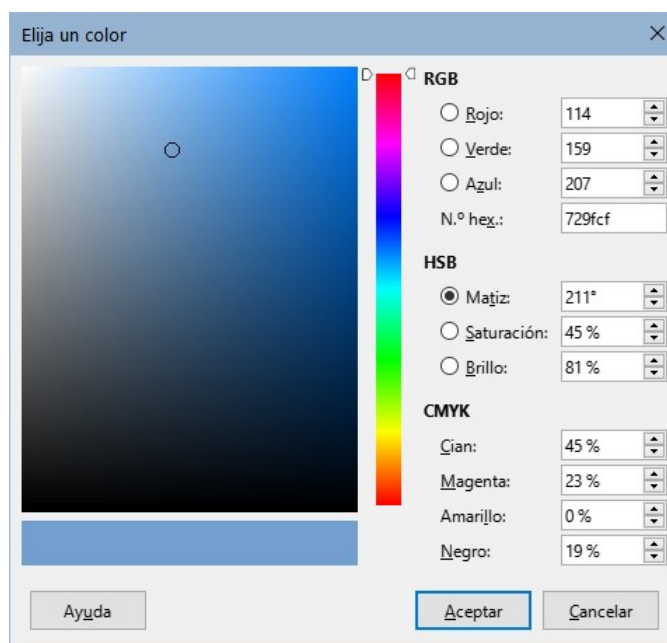 Elija un color
RGB
Rojo: 114
Verde: 159
Azul: 207
N.º hex.: 729fcf
HSB
Matiz: 211°
Saturación: 45 %
Brillo: 81 %
CMYK
Cian: 45 %
Magenta: 23 %
Amarillo: 0 %
Negro: 19 %
Ayuda Aceptar Cancelar